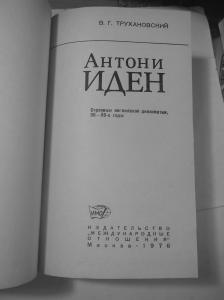 В. Г. ТРУХАНОВСКИЙ
АНТОНИ
ИДЕН
Страницы английской дипломатии,
30—50-е годы
ИМО
ИЗДАТЕЛЬСТВО
"МЕЖДУНАРОДНЫЕ
ОТНОШЕНИЯ"
Москва-1976